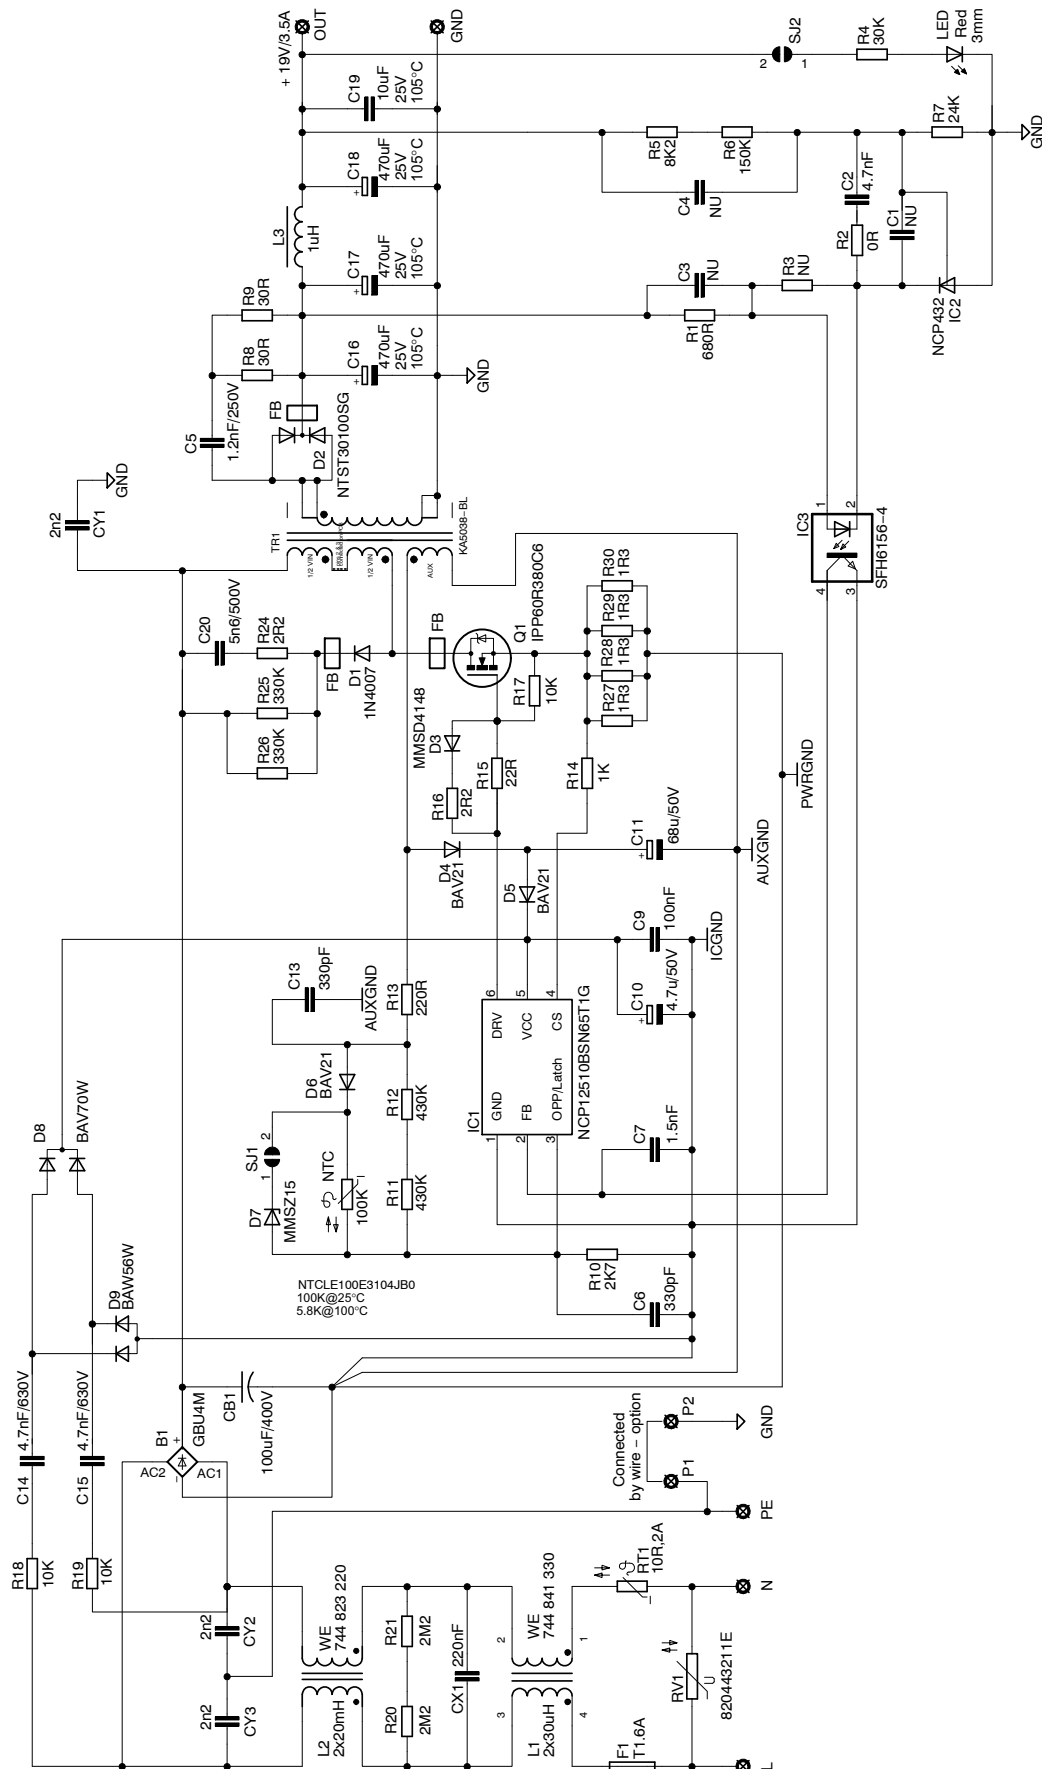 + 19V/3.5A
OUT
GND
C19
10uF
25V
105°C
C18
470uF
25V
105°C
L3
1uH
C17
470uF
25V
105°C
C16
470uF
25V
105°C
GND
R9
30R
R8
30R
FB
C5
1.2nF/250V
D2
NTST30100SG
SJ2
2
1
R4
30K
LED
Red
3mm
R7
24K
GND
R5
8K2
R6
150K
C4
NU
C2
4.7nF
R2
0R
C1
NU
C3
NU
R3
NU
R1
680R
NCP432
IC2
2n2
CY1
GND
TR1
1/2 VIN
1/2 VIN
AUX
KA5038-BL
C20
5n6/500V
R24
2R2
R25
330K
R26
330K
FB
D1
1N4007
FB
Q1
IPP60R380C6
R17
10K
MMSD4148
D3
R16
2R2
R15
22R
R30
1R3
R29
1R3
R28
1R3
R27
1R3
R14
1K
IC3
1
2
4
3
SFH6156-4
PWRGND
D4
BAV21
D5
BAV21
C11
68u/50V
AUXGND
C9
100nF
ICGND
C10
4.7u/50V
C13
330pF
AUXGND
R13
220R
D6
BAV21
R12
430K
R11
430K
SJ1
1
2
NTC
100K
D7
MMSZ15
NTCLE100E3104JB0
100K@25°C
5.8K@100°C
IC1
1
GND
2
FB
3
OPP/Latch
6
DRV
5
VCC
4
CS
NCP12510BSN65T1G
C7
1.5nF
R10
2K7
C6
330pF
D8
BAV70W
D9
BAW56W
C14
4.7nF/630V
C15
4.7nF/630V
B1
GBU4M
AC2
AC1
+
−
CB1
100uF/400V
R18
10K
R19
10K
Connected
by wire – option
P1
P2
GND
PE
2n2
CY2
2n2
CY3
WE
744 823 220
L2
2x20mH
R21
2M2
R20
2M2
220nF
CX1
WE
744 841 330
L1
2x30uH
2
1
3
4
RT1
10R,2A
F1
T1.6A
RV1
U
820443211E
N
L